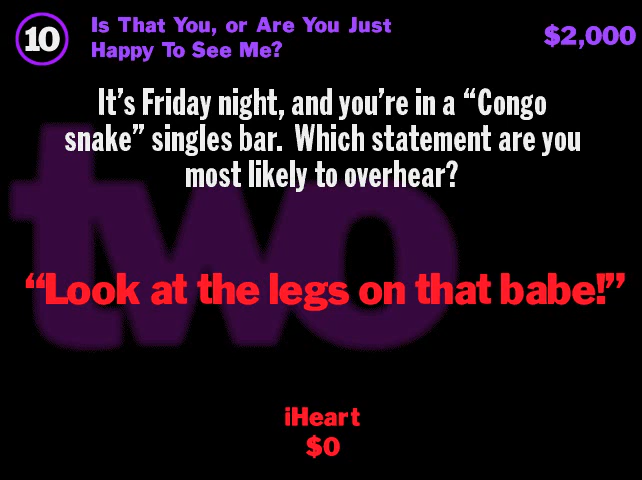 10
Is That You, or Are You Just
Happy To See Me?
$2,000
It's Friday night, and you're in a “Congo
snake” singles bar.  Which statement are you
most likely to overhear?
two
“Look at the legs on that babe!”
iHeart
$0